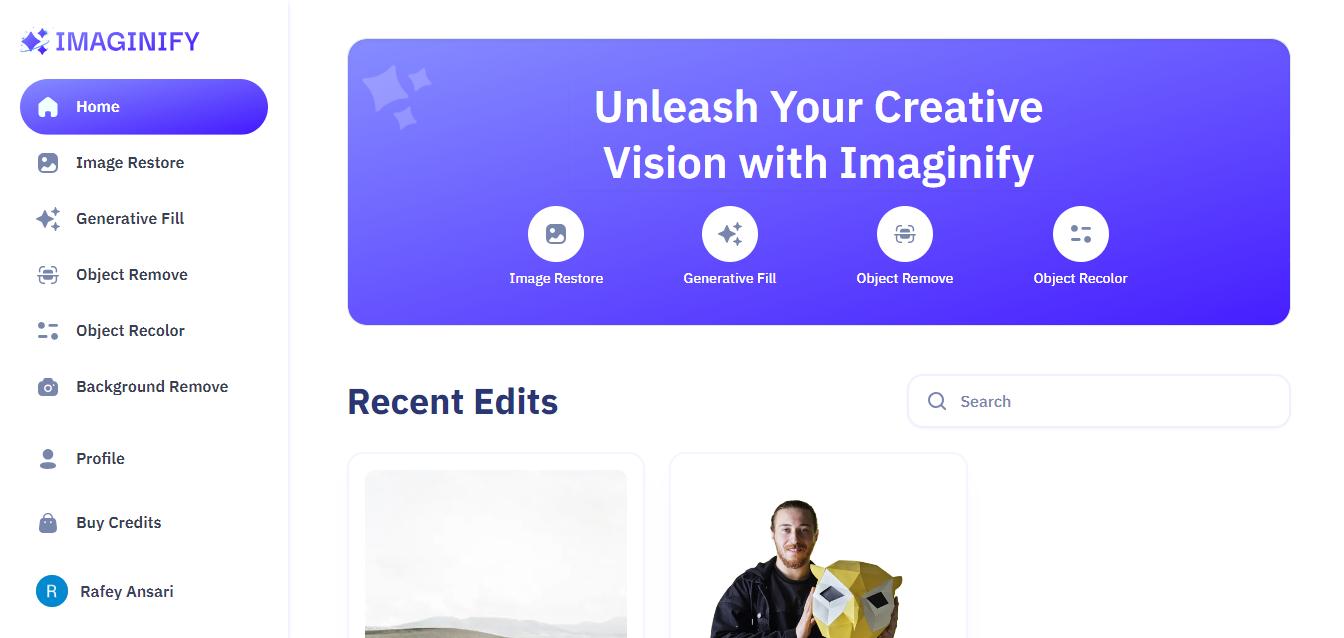 IMAGINIFY
Home
Image Restore
Generative Fill
Object Remove
Object Recolor
Background Remove
Profile
Buy Credits
R
Rafey Ansari
Unleash Your Creative
Vision with Imaginify
Image Restore
Generative Fill
Object Remove
Object Recolor
Recent Edits
Search